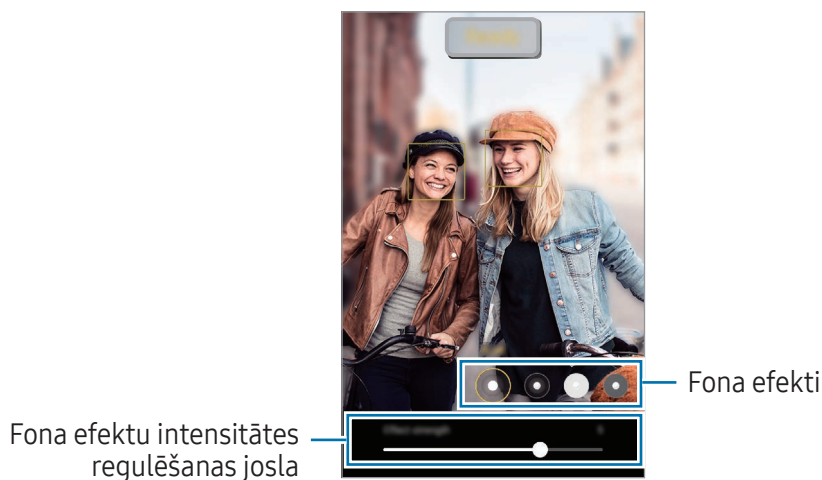 Fona efekti
Fona efektu intensitātes
regulēšanas josla